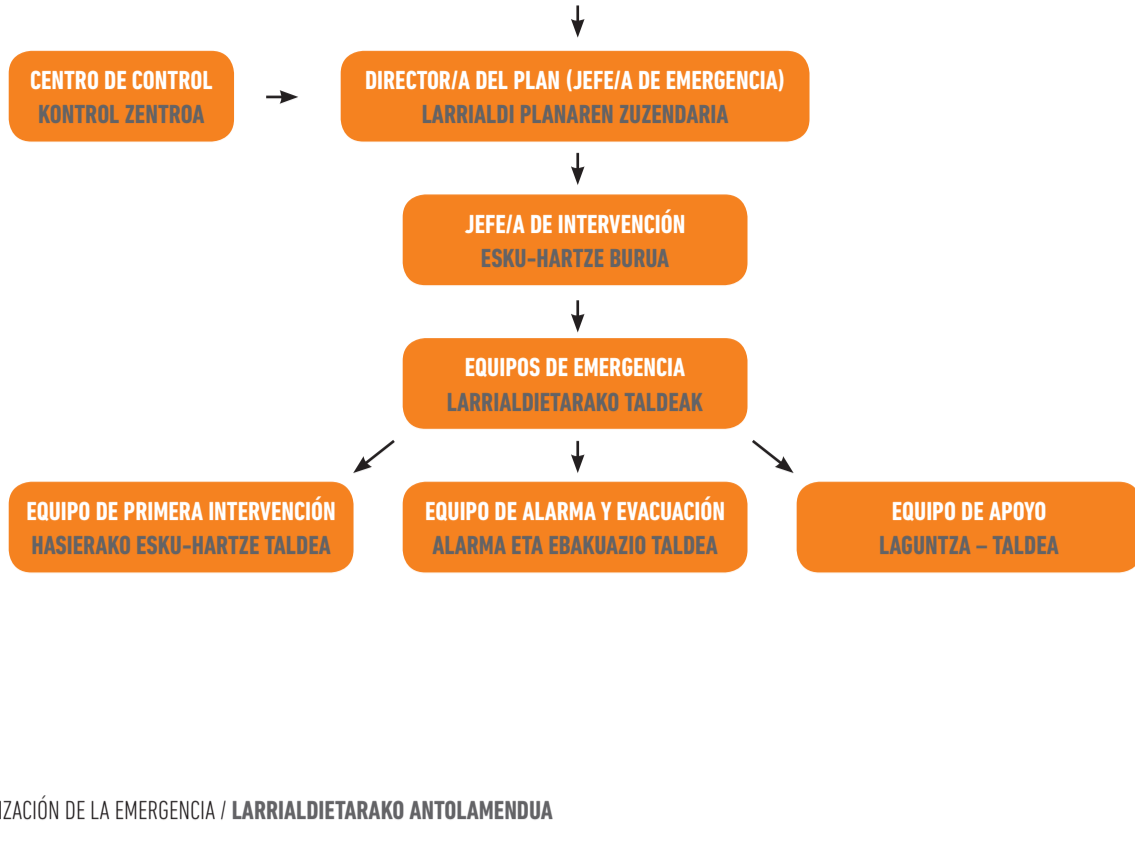 CENTRO DE CONTROL
KONTROL ZENTROA
DIRECTOR/A DEL PLAN (JEFE/A DE EMERGENCIA)
LARRIALDI PLANAREN ZUZENDARIA
JEFE/A DE INTERVENCIÓN
ESKU-HARTZE BURUA
EQUIPOS DE EMERGENCIA
LARRIALDIETARAKO TALDEAK
EQUIPO DE PRIMERA INTERVENCIÓN
HASIERAKO ESKU-HARTZE TALDEA
EQUIPO DE ALARMA Y EVACUACIÓN
ALARMA ETA EBAKUAZIO TALDEA
EQUIPO DE APOYO
LAGUNTZA – TALDEA
IZACIÓN DE LA EMERGENCIA / LARRIALDIETARAKO ANTOLAMENDUA